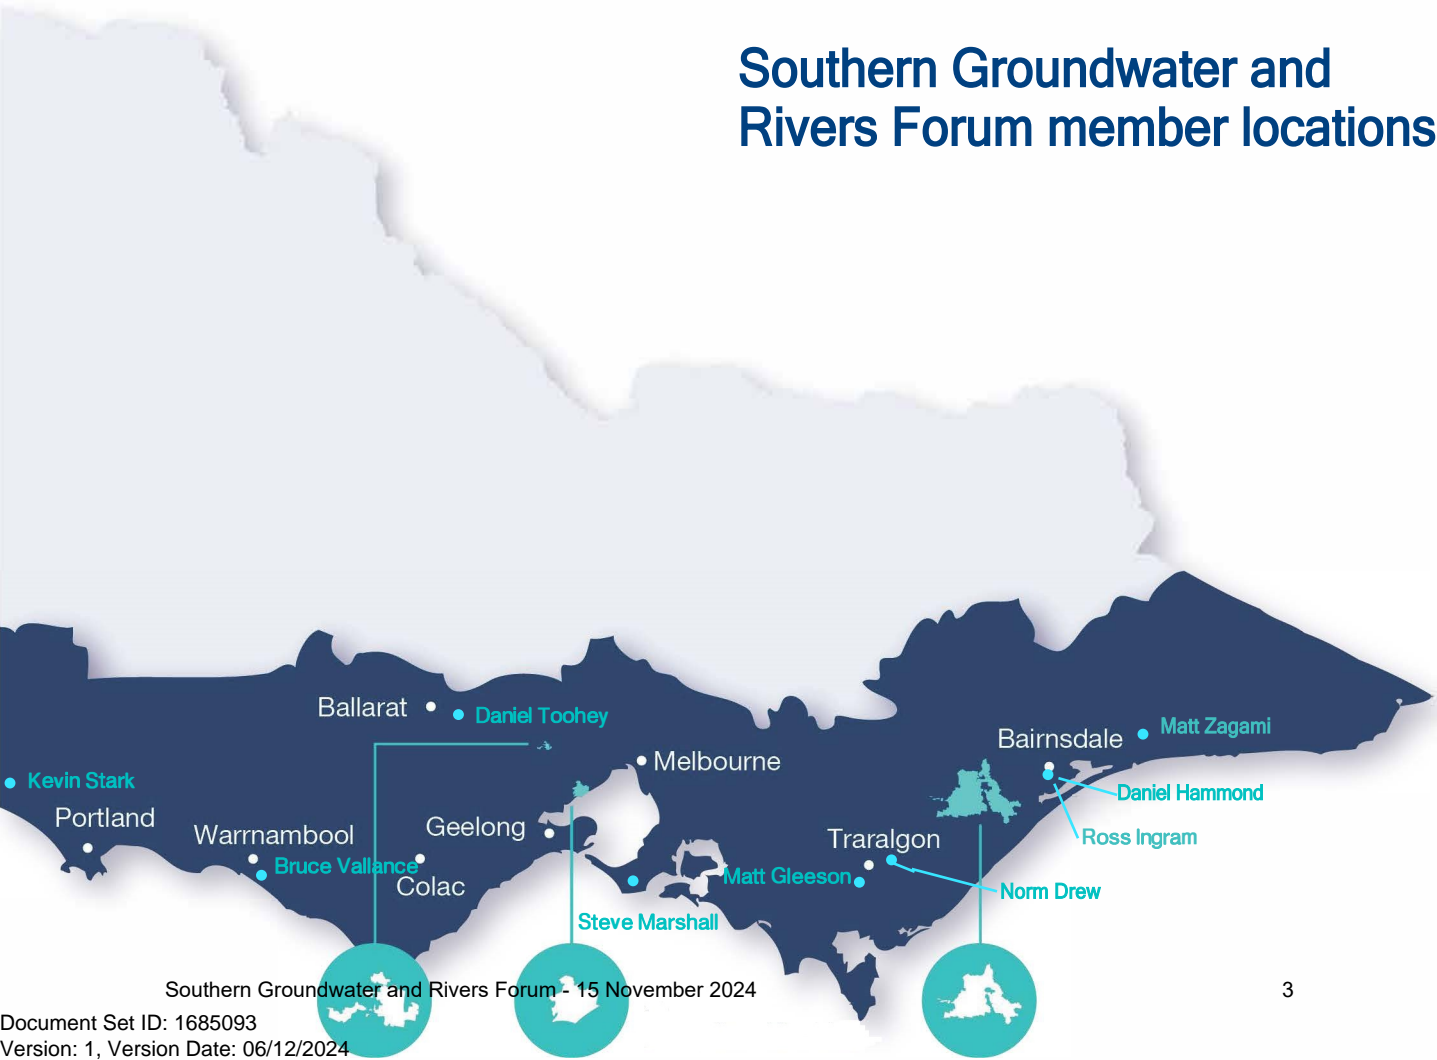 Southern Groundwater and
Rivers Forum member locations
Ballarat
Daniel Toohey
Matt Zagami
Bairnsdale
Melbourne
Kevin Stark
Daniel Hammond
Portland
Geelong
Warrnambool
Traralgon
Ross Ingram
Bruce Vallance
Matt Gleeson
Colac
Norm Drew
Steve Marshall
Southern Groundwater and Rivers Forum - 15 November 2024
3
Document Set ID: 1685093
Version: 1, Version Date: 06/12/2024